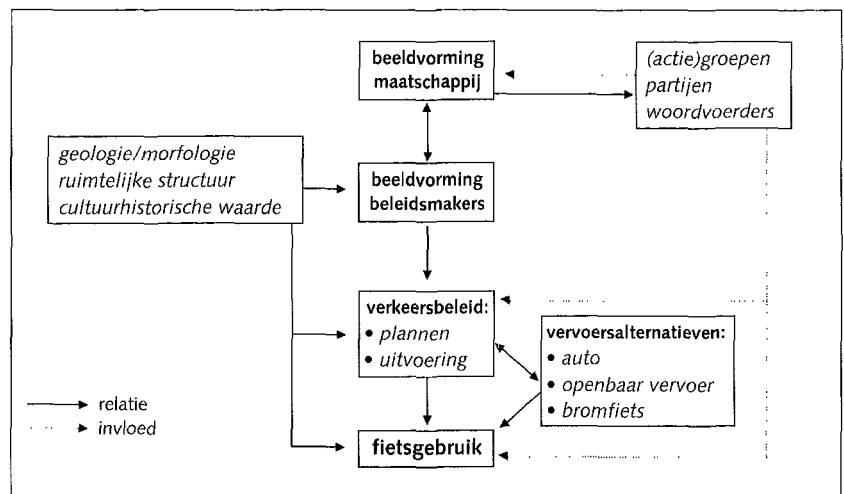 beeldvorming
maatschappij
(actie)groepen
partijen
woordvoerders
geologie/morfologie
ruimtelijke structuur
cultuurhistorische waarde
beeldvorming
beleidsmakers
verkeersbeleid:
• plannen
• uitvoering
vervoersalternatieven:
• auto
• openbaar vervoer
• bromfiets
relatie
invloed
fietsgebruik